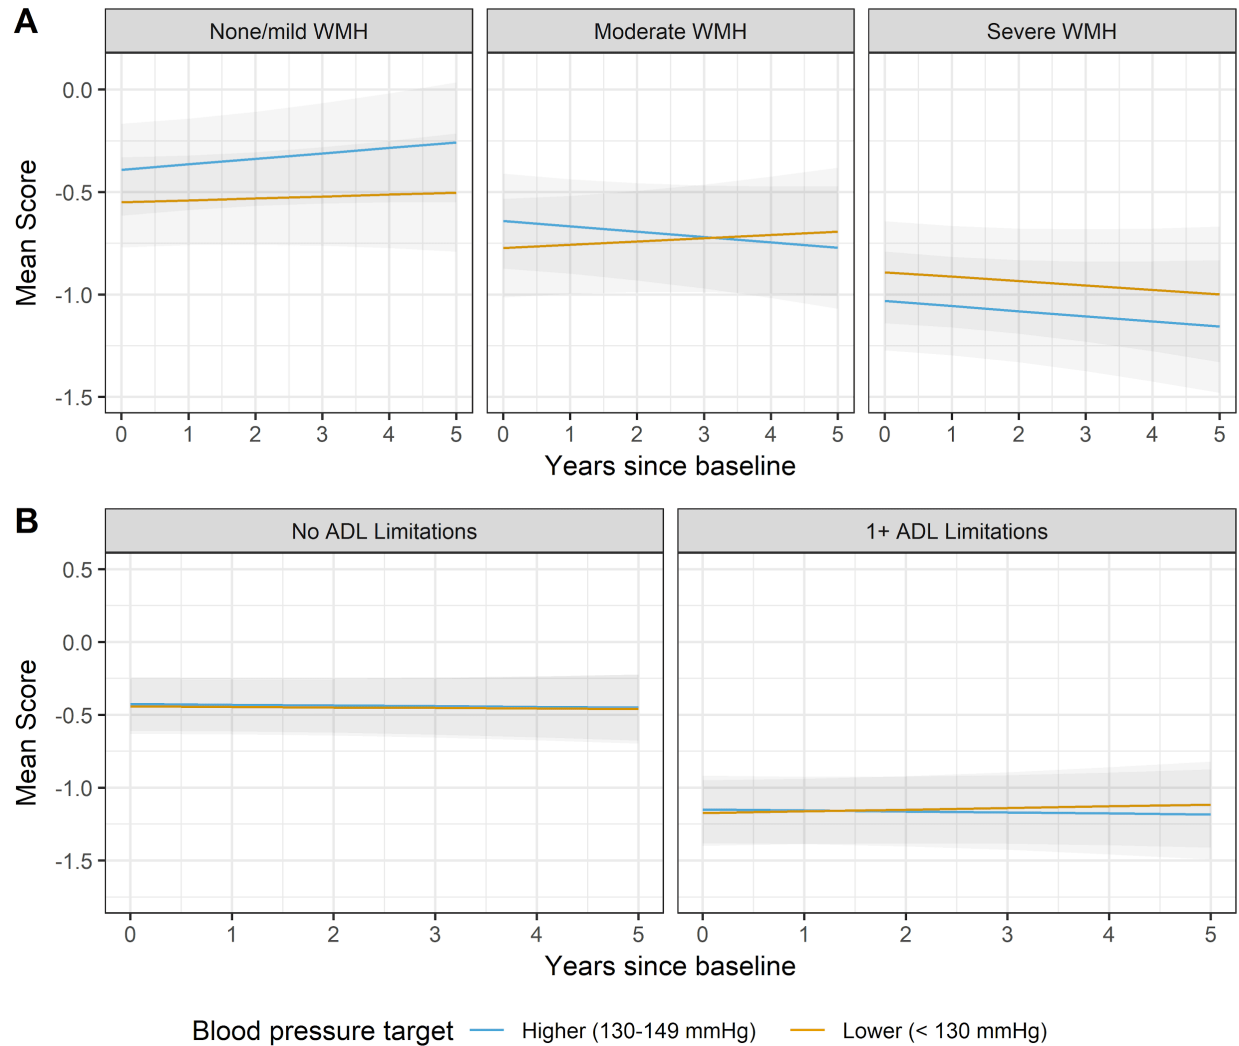 A
None/mild WMH Moderate WMH Severe WMH
0.0
-0.5
-1.0
-1.5
Mean Score
0 1 2 3 4 5 0 1 2 3 4 5 0 1 2 3 4 5
Years since baseline
B
No ADL Limitations 1+ ADL Limitations
0.5
0.0
-0.5
-1.0
-1.5
Mean Score
0 1 2 3 4 5 0 1 2 3 4 5
Years since baseline
Blood pressure target Higher (130-149 mmHg) Lower (< 130 mmHg)